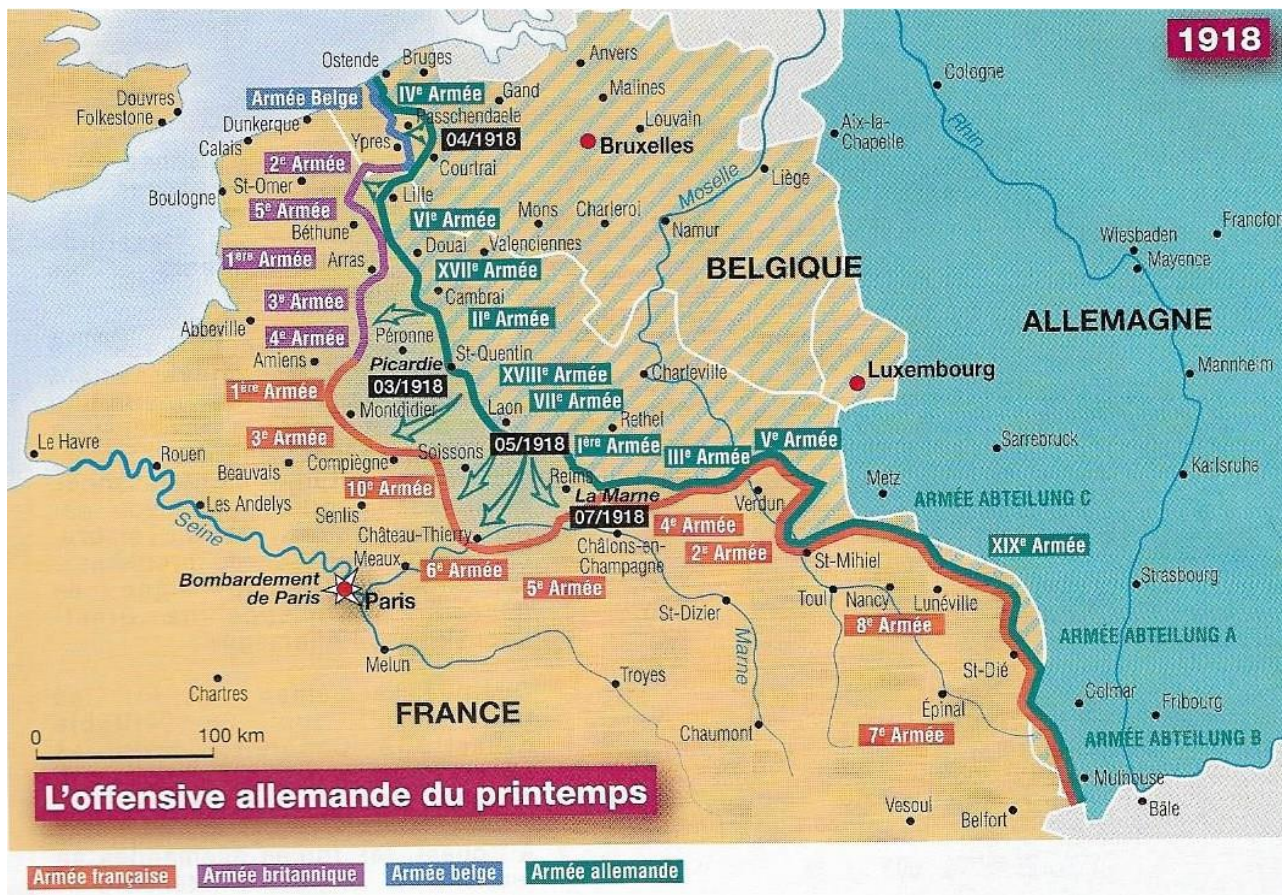 1918
Ostende
Bruges
Anvers
Cologne
Douvres
Folkestone
Armée Belge
IVe Armée
Gand
Malines
Rhin
Dunkerque
Passchendaele
Louvain
Aix-la-
Chapelle
Calais
Ypres
04/1918
Bruxelles
2e Armée
Courtrai
Moselle
Liège
Boulogne
St-Omer
Lille
5e Armée
Béthune
VIe Armée
Mons
Charleroi
Namur
Francfor
Wiesbaden
Mayence
1ère Armée
Arras
Douai
Valenciennes
BELGIQUE
XVIIe Armée
3e Armée
Cambrai
IIe Armée
ALLEMAGNE
Abbeville
4e Armée
Péronne
Amiens
Picardie
St-Quentin
03/1918
XVIIIe Armée
Charleville
Luxembourg
Mannheim
1ère Armée
VIIe Armée
Montdidier
Laon
Rethel
Le Havre
3e Armée
05/1918
Ière Armée
Ve Armée
Sarrebruck
Rouen
Beauvais
Compiègne
Soissons
IIIe Armée
Metz
Karlsruhe
10e Armée
Reims
Verdun
ARMÉE ABTEILUNG C
Les Andelys
Senlis
La Marne
07/1918
4e Armée
Seine
Château-Thierry
2e Armée
XIXe Armée
Meaux
6e Armée
Châlons-en-
Champagne
St-Mihiel
Bombardement
de Paris
Paris
5e Armée
St-Dizier
Toul
Nancy
Lunéville
Strasbourg
8e Armée
Marne
ARMÉE ABTEILUNG A
Melun
Troyes
St-Dié
Chartres
Épinal
Colmar
Fribourg
FRANCE
Chaumont
7e Armée
ARMÉE ABTEILUNG B
0
100 km
Mulhouse
L'offensive allemande du printemps
Vesoul
Belfort
Bâle
Armée française
Armée britannique
Armée belge
Armée allemande